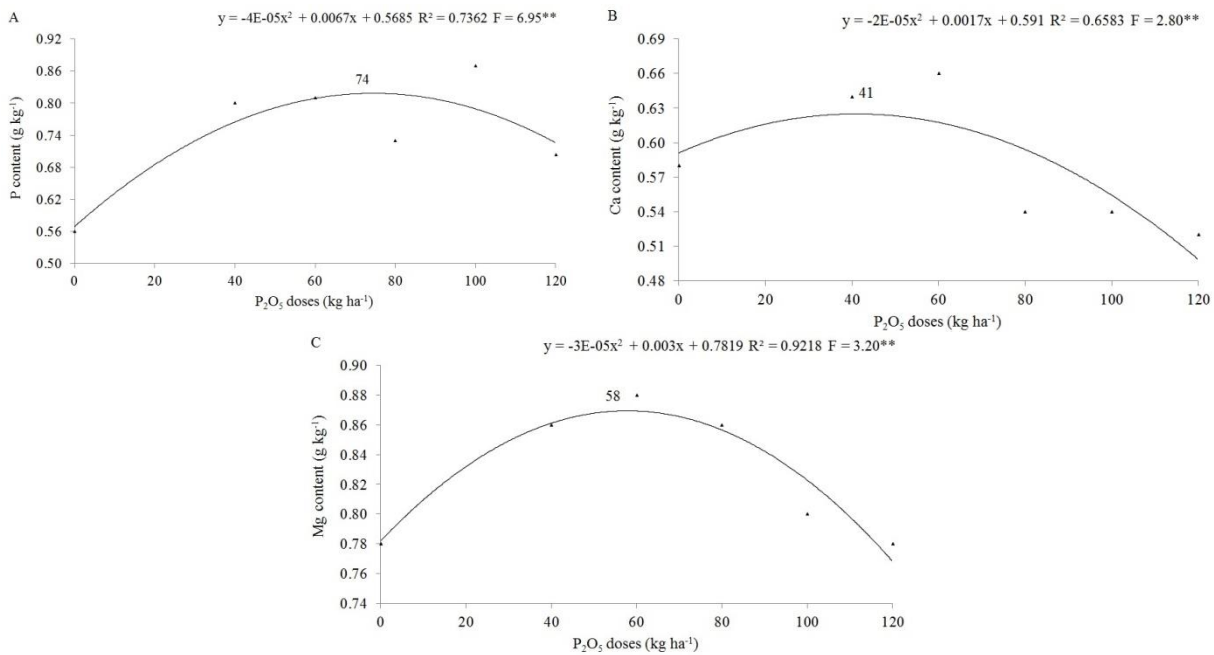 A
y = -4E-05x² + 0.0067x + 0.5685 R² = 0.7362 F = 6.95**
0.92
0.86
0.80
0.74
0.68
0.62
0.56
0.50
P content (g kg⁻¹)
74
0 20 40 60 80 100 120
P₂O₅ doses (kg ha⁻¹)
B
y = -2E-05x² + 0.0017x + 0.591 R² = 0.6583 F = 2.80**
0.69
0.66
0.63
0.60
0.57
0.54
0.51
0.48
Ca content (g kg⁻¹)
41
0 20 40 60 80 100 120
P₂O₅ doses (kg ha⁻¹)
C
y = -3E-05x² + 0.003x + 0.7819 R² = 0.9218 F = 3.20**
0.90
0.88
0.86
0.84
0.82
0.80
0.78
0.76
0.74
Mg content (g kg⁻¹)
58
0 20 40 60 80 100 120
P₂O₅ doses (kg ha⁻¹)